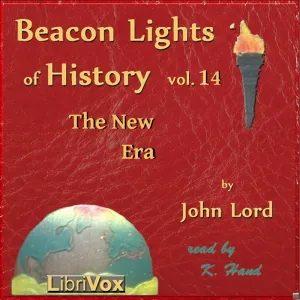 Beacon Lights
of History vol. 14
The New
Era
by
John Lord
read by
K. Hand
LibriVox